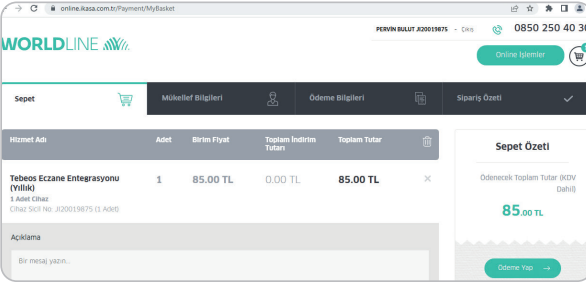 online.ikasa.com.tr/Payment/MyBasket
PERVİN BULUT JI20019875 - Çıkış 0850 250 40 30
WORLDLINE
Online İşlemler
Sepet
Mükellef Bilgileri
Ödeme Bilgileri
Sipariş Özeti
Hizmet Adı Adet Birim Fiyat Toplam İndirim Tutarı Toplam Tutar
Tebeos Eczane Entegrasyonu (Yıllık) 1 85.00 TL 0.00 TL 85.00 TL
1 Adet Cihaz
Cihaz Sicil No: JI20019875 (1 Adet)
Açıklama
Bir mesaj yazın..
Sepet Özeti
Ödenecek Toplam Tutar (KDV
Dahil)
85.00 TL
Ödeme Yap →